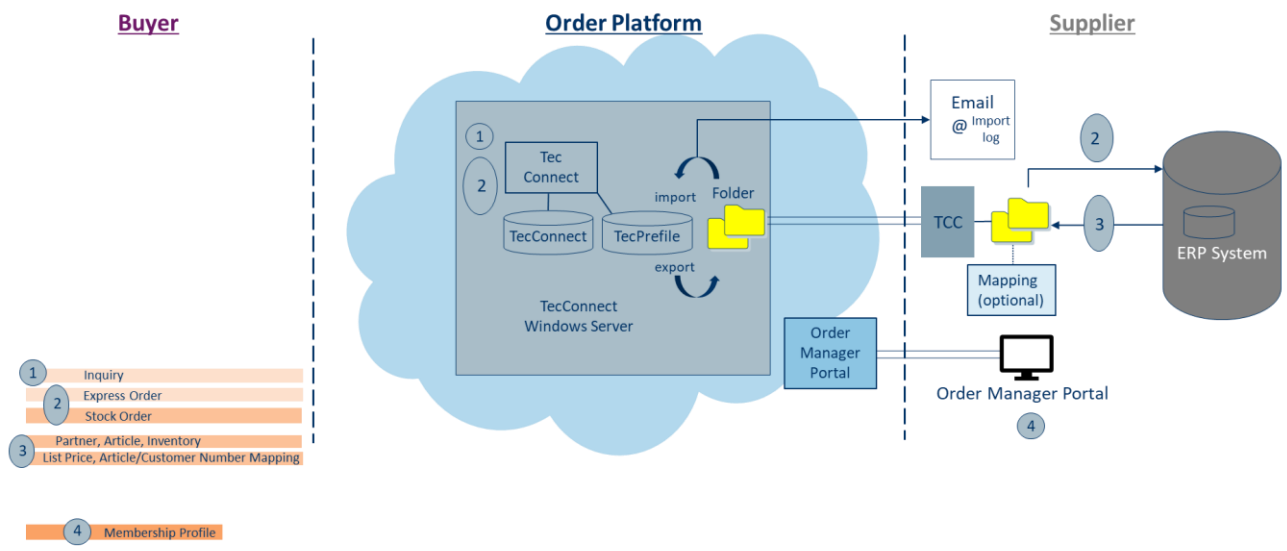 Buyer
Order Platform
Supplier
Email
@ Import
log
1
2
Tec
Connect
import
Folder
TecConnect
TecPrefile
export
TecConnect
Windows Server
TCC
2
3
ERP System
Mapping
(optional)
Order
Manager
Portal
Order Manager Portal
4
1
Inquiry
2
Express Order
Stock Order
3
Partner, Article, Inventory
List Price, Article/Customer Number Mapping
4
Membership Profile